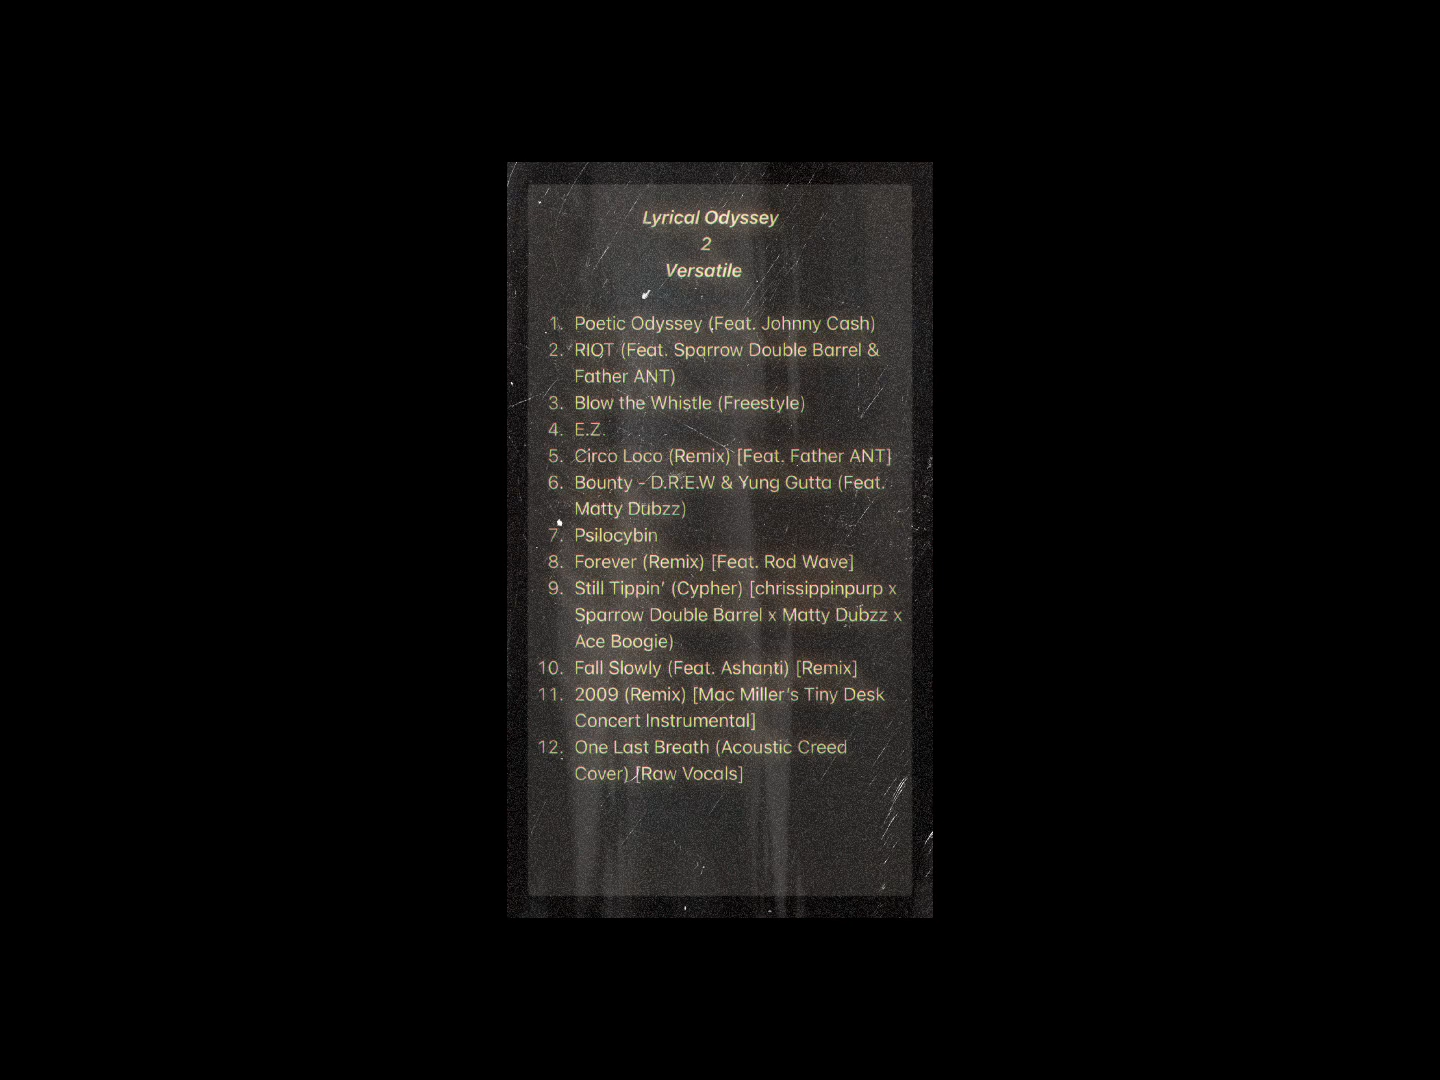 Lyrical Odyssey
2
Versatile
1. Poetic Odyssey (Feat. Johnny Cash)
2. RIOT (Feat. Sparrow Double Barrel &
Father ANT)
3. Blow the Whistle (Freestyle)
4. E.Z.
5. Circo Loco (Remix) [Feat. Father ANT]
6. Bounty - D.R.E.W & Yung Gutta (Feat.
Matty Dubzz)
7. Psilocybin
8. Forever (Remix) [Feat. Rod Wave]
9. Still Tippin' (Cypher) [chrissippinpurp x
Sparrow Double Barrel x Matty Dubzz x
Ace Boogie)
10. Fall Slowly (Feat. Ashanti) [Remix]
11. 2009 (Remix) [Mac Miller's Tiny Desk
Concert Instrumental]
12. One Last Breath (Acoustic Creed
Cover) [Raw Vocals]